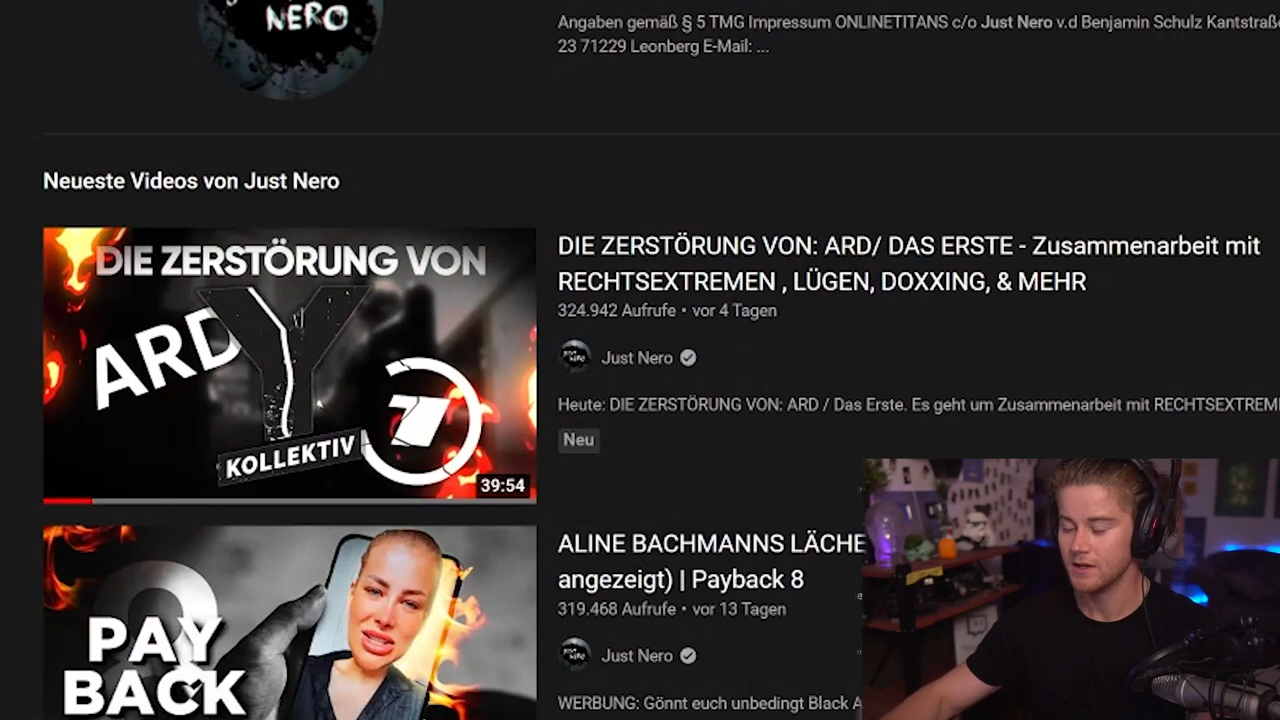 NERO
Angaben gemäß § 5 TMG Impressum ONLINETITANS c/o Just Nero v.d Benjamin Schulz
23 71229 Leonberg E-Mail: ...
Neueste Videos von Just Nero
DIE ZERSTÖRUNG VON
ARD
Y
KOLLEKTIV
39:54
DIE ZERSTÖRUNG VON: ARD/ DAS ERSTE - Zusammenarbeit mit
RECHTSEXTREMEN , LÜGEN, DOXXING, & MEHR
324.942 Aufrufe • vor 4 Tagen
Just Nero
Heute: DIE ZERSTÖRUNG VON: ARD / Das Erste. Es geht um Zusammenarbeit mit RECHTSEXTREM
Neu
8
PAY
BACK
ALINE BACHMANNS LÄCHE
angezeigt) | Payback 8
319.468 Aufrufe • vor 13 Tagen
Just Nero
WERBUNG: Gönnt euch unbedingt Black A